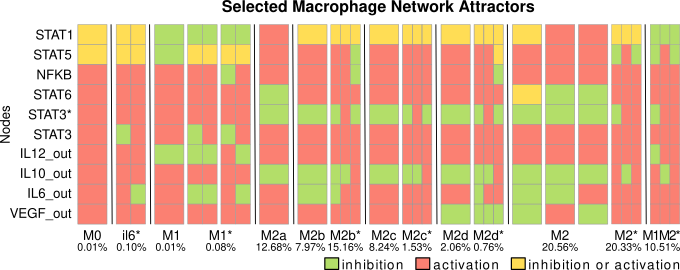 Selected Macrophage Network Attractors
Nodes
STAT1
STAT5
NFKB
STAT6
STAT3*
STAT3
IL12_out
IL10_out
IL6_out
VEGF_out
M0 il6* M1 M1* M2a M2b M2b* M2c M2c* M2d M2d* M2 M2* M1M2*
0.01% 0.10% 0.01% 0.08% 12.68% 7.97% 15.16% 8.24% 1.53% 2.06% 0.76% 20.56% 20.33% 10.51%
inhibition activation inhibition or activation